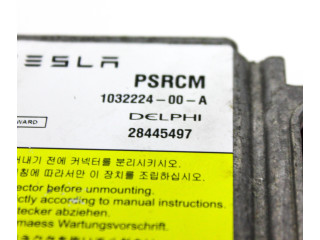 TESLA
PSRCM
1032224-00-A
WARD
DELPHI
28445497
내기 전에 커넥터를 분리시키시오.
침에 따라서만 이 장치를 조립하십시오.
ector before unmounting.
ctly according to manual instructions.
tecker abziehen.
maess Wartungsvorschrift.